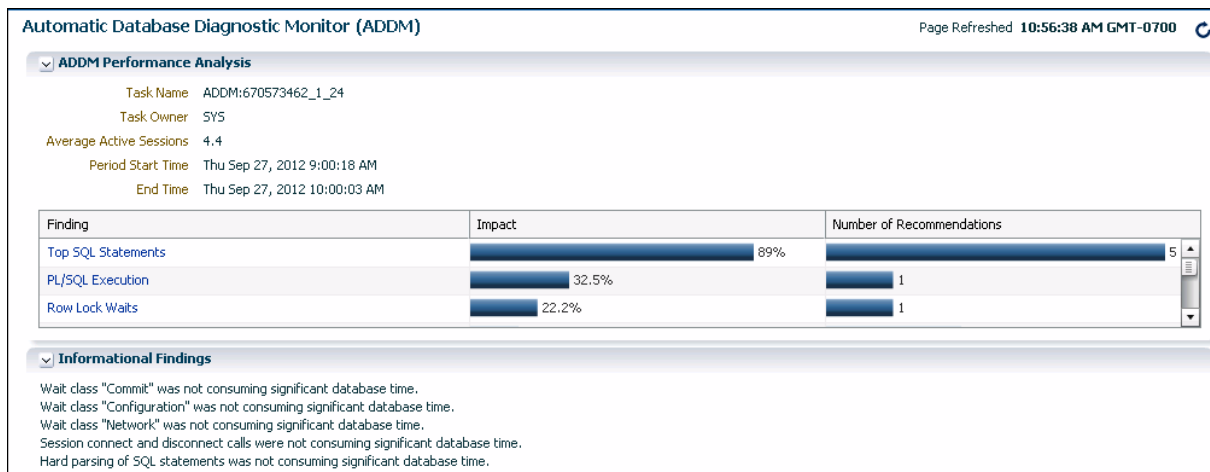 Automatic Database Diagnostic Monitor (ADDM)
Page Refreshed 10:56:38 AM GMT-0700
ADDM Performance Analysis
Task Name ADDM:670573462_1_24
Task Owner SYS
Average Active Sessions 4.4
Period Start Time Thu Sep 27, 2012 9:00:18 AM
End Time Thu Sep 27, 2012 10:00:03 AM
Finding Impact Number of Recommendations
Top SQL Statements 89% 5
PL/SQL Execution 32.5% 1
Row Lock Waits 22.2% 1
Informational Findings
Wait class "Commit" was not consuming significant database time.
Wait class "Configuration" was not consuming significant database time.
Wait class "Network" was not consuming significant database time.
Session connect and disconnect calls were not consuming significant database time.
Hard parsing of SQL statements was not consuming significant database time.